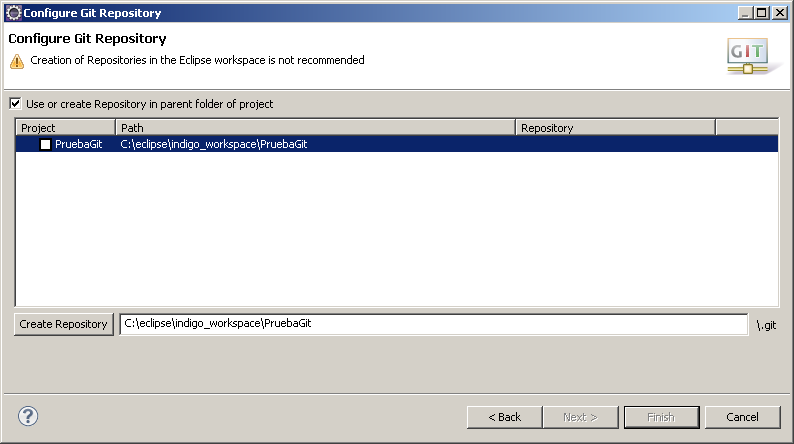 Configure Git Repository
Configure Git Repository
Creation of Repositories in the Eclipse workspace is not recommended
GIT
Use or create Repository in parent folder of project
Project Path Repository
PruebaGit C:\eclipse\indigo_workspace\PruebaGit
Create Repository C:\eclipse\indigo_workspace\PruebaGit \.git
? < Back Next > Finish Cancel